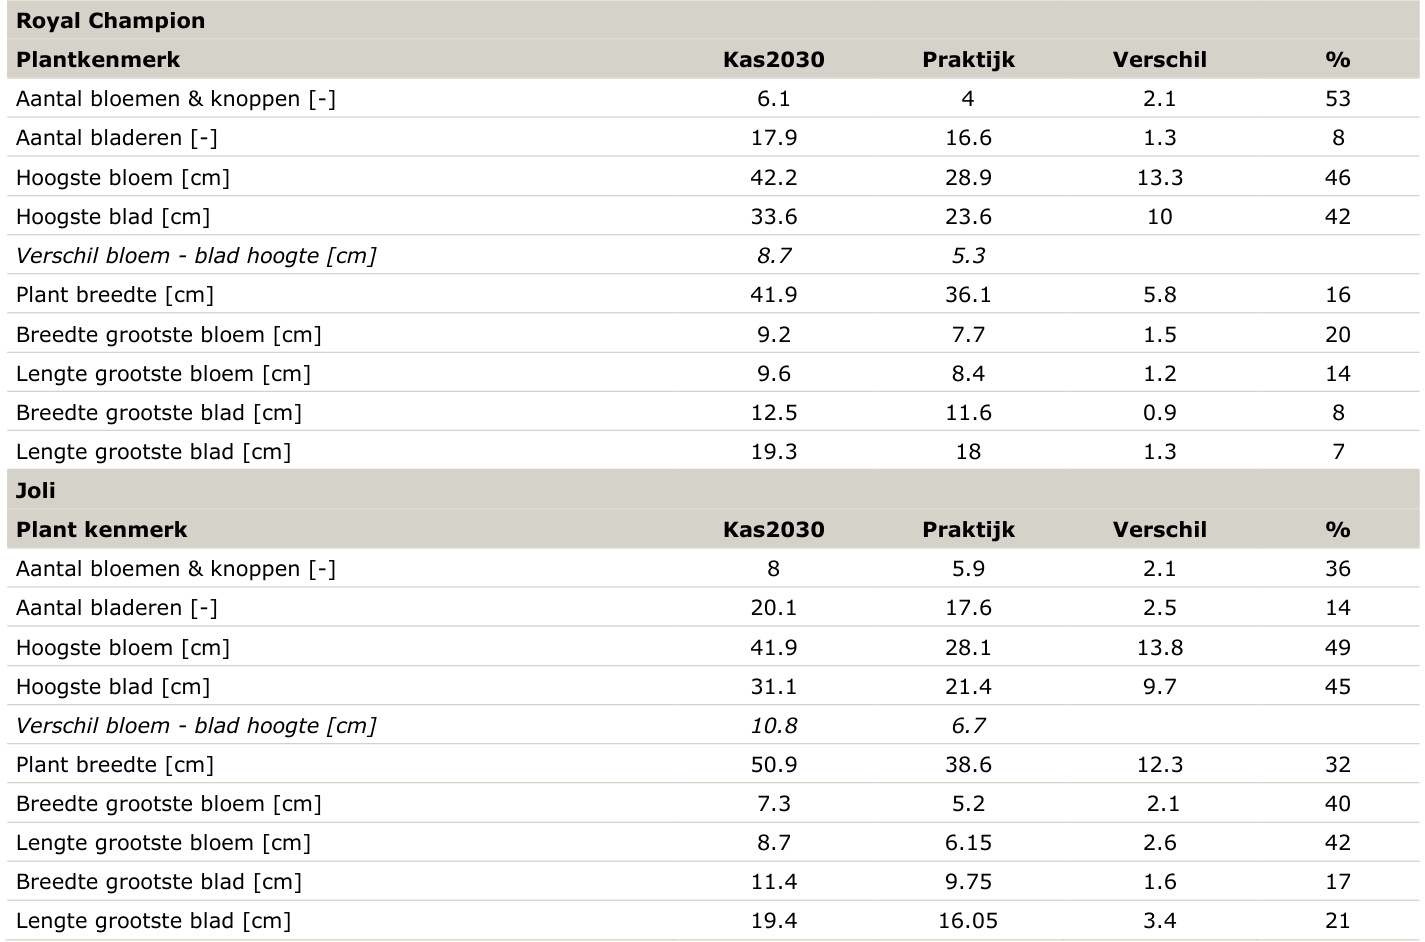 Royal Champion
Plantkenmerk Kas2030 Praktijk Verschil %
Aantal bloemen & knoppen [-] 6.1 4 2.1 53
Aantal bladeren [-] 17.9 16.6 1.3 8
Hoogste bloem [cm] 42.2 28.9 13.3 46
Hoogste blad [cm] 33.6 23.6 10 42
Verschil bloem - blad hoogte [cm] 8.7 5.3
Plant breedte [cm] 41.9 36.1 5.8 16
Breedte grootste bloem [cm] 9.2 7.7 1.5 20
Lengte grootste bloem [cm] 9.6 8.4 1.2 14
Breedte grootste blad [cm] 12.5 11.6 0.9 8
Lengte grootste blad [cm] 19.3 18 1.3 7
Joli
Plant kenmerk Kas2030 Praktijk Verschil %
Aantal bloemen & knoppen [-] 8 5.9 2.1 36
Aantal bladeren [-] 20.1 17.6 2.5 14
Hoogste bloem [cm] 41.9 28.1 13.8 49
Hoogste blad [cm] 31.1 21.4 9.7 45
Verschil bloem - blad hoogte [cm] 10.8 6.7
Plant breedte [cm] 50.9 38.6 12.3 32
Breedte grootste bloem [cm] 7.3 5.2 2.1 40
Lengte grootste bloem [cm] 8.7 6.15 2.6 42
Breedte grootste blad [cm] 11.4 9.75 1.6 17
Lengte grootste blad [cm] 19.4 16.05 3.4 21